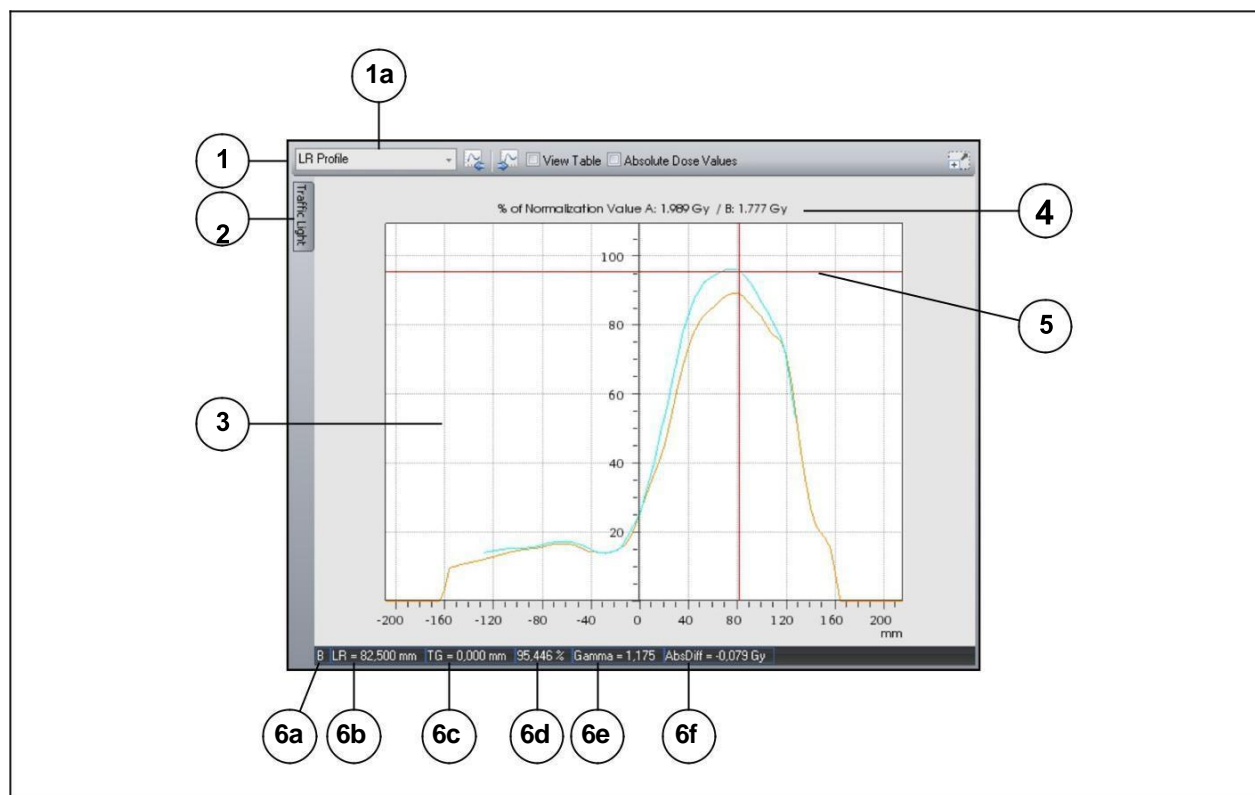 1a
1
LR Profile View Table Absolute Dose Values
2
Traffic Light
% of Normalization Value A: 1.989 Gy / B: 1.777 Gy
4
100
80
60
40
20
5
3
-200 -160 -120 -80 -40 0 40 80 120 160 200
mm
B LR = 82,500 mm TG = 0,000 mm 95,446 % Gamma = 1,175 AbsDiff = -0,079 Gy
6a 6b 6c 6d 6e 6f